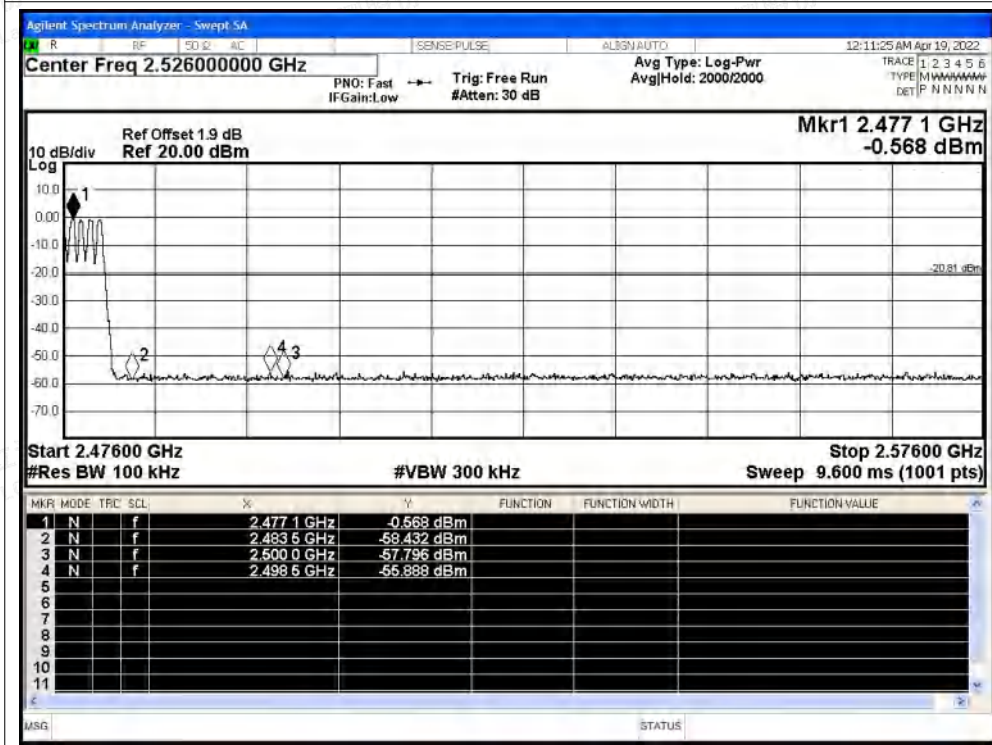 Agilent Spectrum Analyzer - Swept SA
R RF 50 Ω AC SENSE:PULSE ALIGN AUTO 12:11:25 AM Apr 19, 2022
Center Freq 2.526000000 GHz
PNO: Fast
IFGain:Low
Trig: Free Run
#Atten: 30 dB
Avg Type: Log-Pwr
Avg|Hold: 2000/2000
TRACE 1 2 3 4 5 6
TYPE M
DET P N N N N N
Ref Offset 1.9 dB
Ref 20.00 dBm
10 dB/div
Log
Mkr1 2.477 1 GHz
-0.568 dBm
10.0
0.00
-10.0
-20.0
-30.0
-40.0
-50.0
-60.0
-70.0
1
2
4
3
-20.81 dBm
Start 2.47600 GHz Stop 2.57600 GHz
#Res BW 100 kHz #VBW 300 kHz Sweep 9.600 ms (1001 pts)
MKR MODE TRC SCL X Y FUNCTION FUNCTION WIDTH FUNCTION VALUE
1 N f 2.477 1 GHz -0.568 dBm
2 N f 2.483 5 GHz -58.432 dBm
3 N f 2.500 0 GHz -57.796 dBm
4 N f 2.498 5 GHz -55.888 dBm
5
6
7
8
9
10
11
MSG STATUS